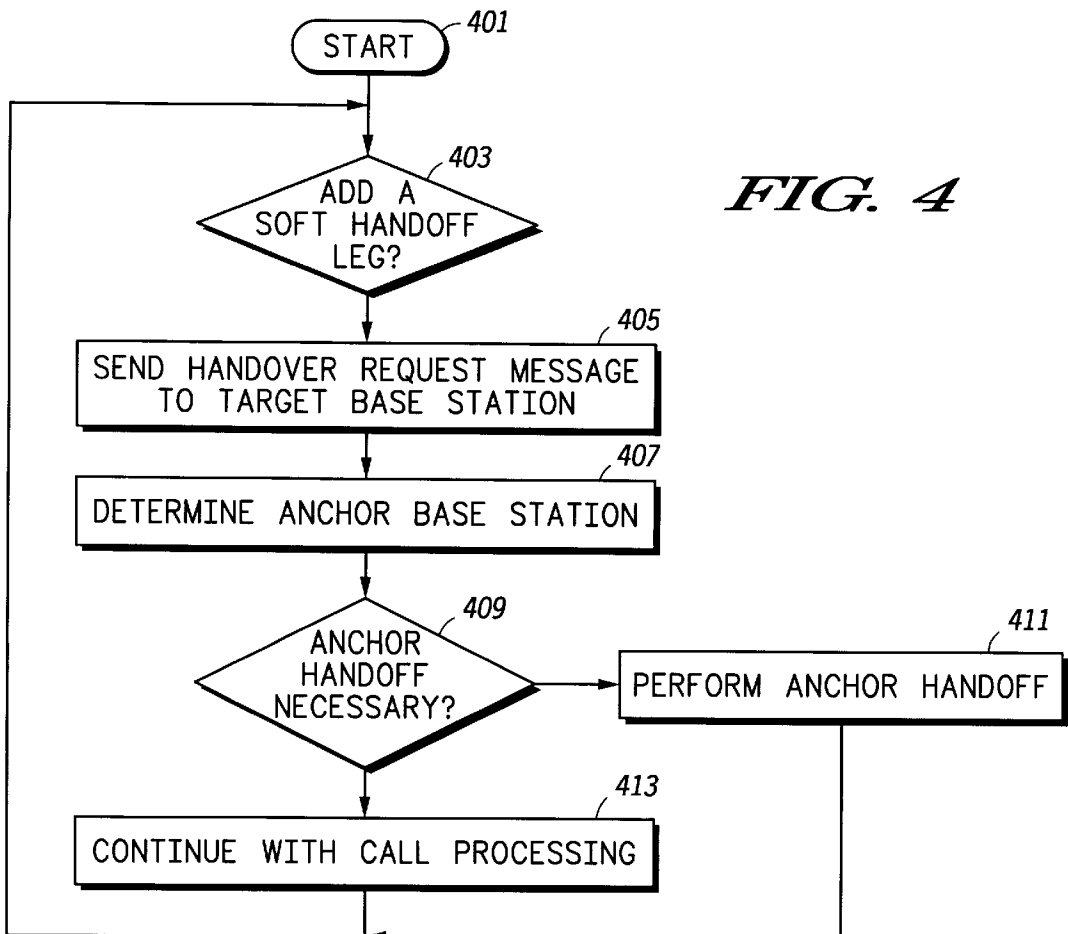 START
401
403
ADD A
SOFT HANDOFF
LEG?
FIG. 4
405
SEND HANDOVER REQUEST MESSAGE
TO TARGET BASE STATION
407
DETERMINE ANCHOR BASE STATION
409
ANCHOR
HANDOFF
NECESSARY?
411
PERFORM ANCHOR HANDOFF
413
CONTINUE WITH CALL PROCESSING